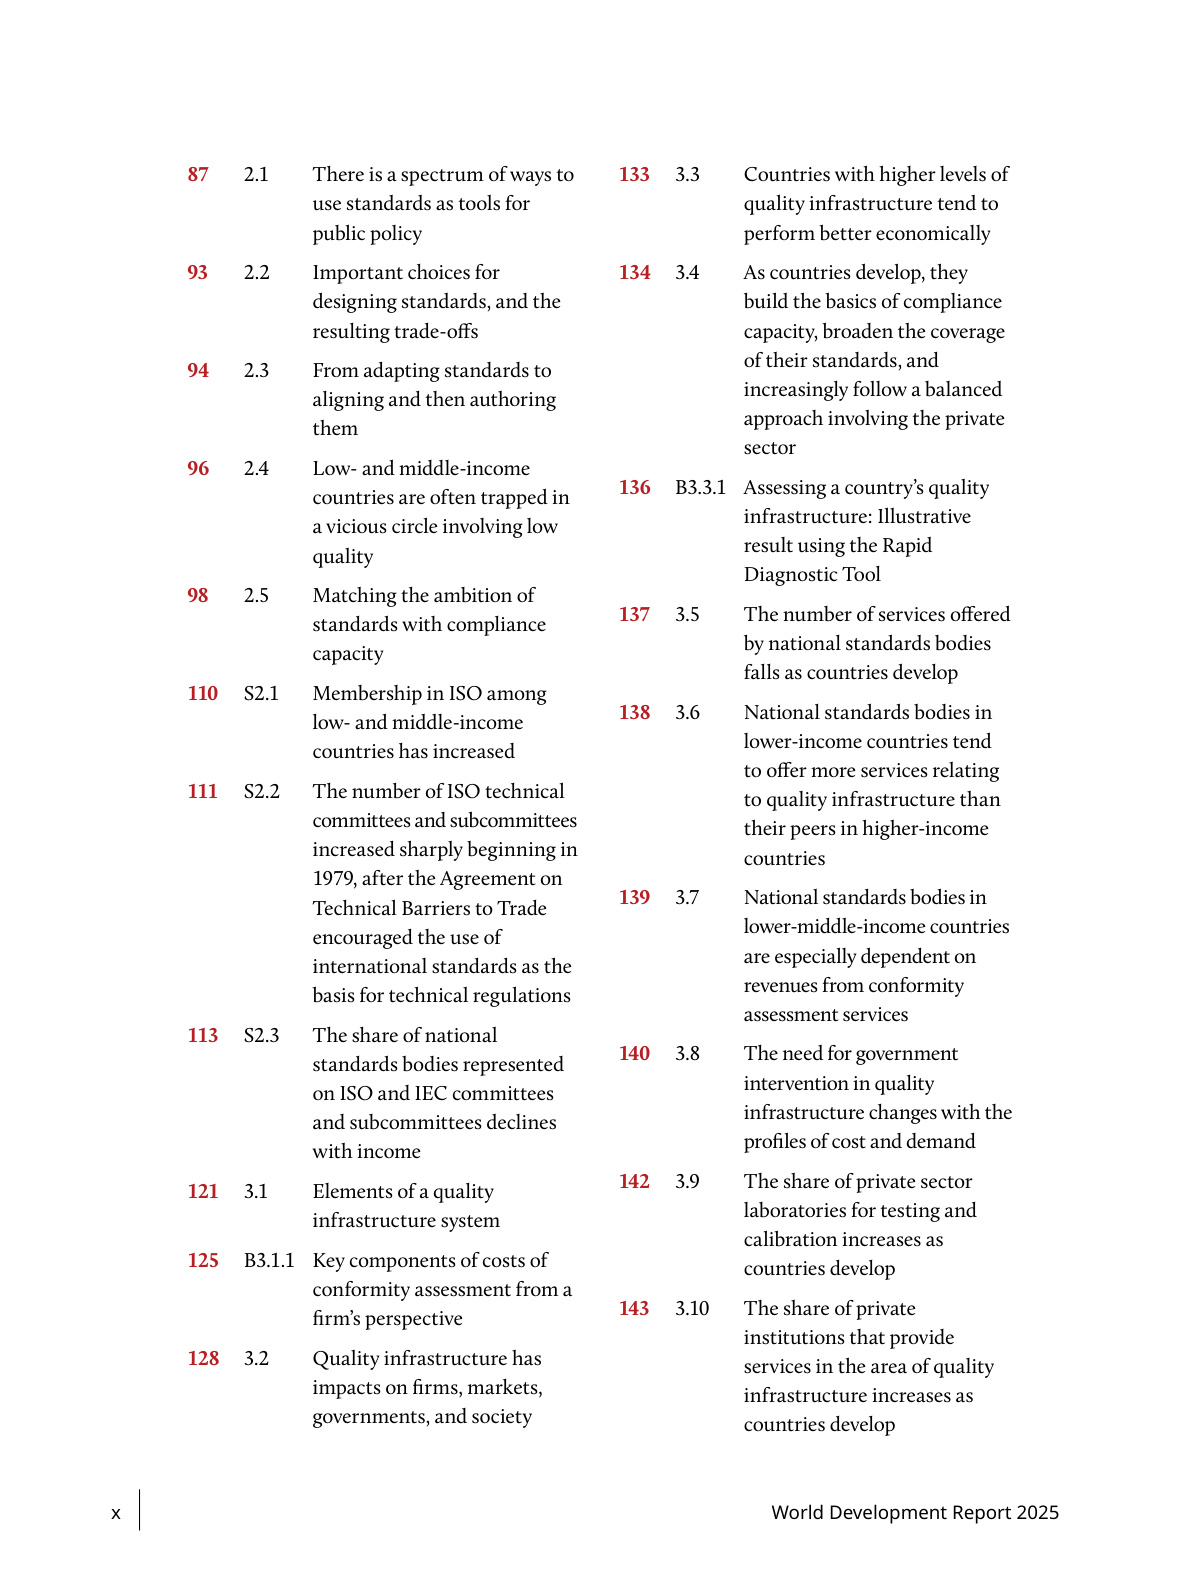 87 2.1 There is a spectrum of ways to
use standards as tools for
public policy
93 2.2 Important choices for
designing standards, and the
resulting trade-offs
94 2.3 From adapting standards to
aligning and then authoring
them
96 2.4 Low- and middle-income
countries are often trapped in
a vicious circle involving low
quality
98 2.5 Matching the ambition of
standards with compliance
capacity
110 S2.1 Membership in ISO among
low- and middle-income
countries has increased
111 S2.2 The number of ISO technical
committees and subcommittees
increased sharply beginning in
1979, after the Agreement on
Technical Barriers to Trade
encouraged the use of
international standards as the
basis for technical regulations
113 S2.3 The share of national
standards bodies represented
on ISO and IEC committees
and subcommittees declines
with income
121 3.1 Elements of a quality
infrastructure system
125 B3.1.1 Key components of costs of
conformity assessment from a
firm’s perspective
128 3.2 Quality infrastructure has
impacts on firms, markets,
governments, and society
133 3.3 Countries with higher levels of
quality infrastructure tend to
perform better economically
134 3.4 As countries develop, they
build the basics of compliance
capacity, broaden the coverage
of their standards, and
increasingly follow a balanced
approach involving the private
sector
136 B3.3.1 Assessing a country’s quality
infrastructure: Illustrative
result using the Rapid
Diagnostic Tool
137 3.5 The number of services offered
by national standards bodies
falls as countries develop
138 3.6 National standards bodies in
lower-income countries tend
to offer more services relating
to quality infrastructure than
their peers in higher-income
countries
139 3.7 National standards bodies in
lower-middle-income countries
are especially dependent on
revenues from conformity
assessment services
140 3.8 The need for government
intervention in quality
infrastructure changes with the
profiles of cost and demand
142 3.9 The share of private sector
laboratories for testing and
calibration increases as
countries develop
143 3.10 The share of private
institutions that provide
services in the area of quality
infrastructure increases as
countries develop
x
World Development Report 2025